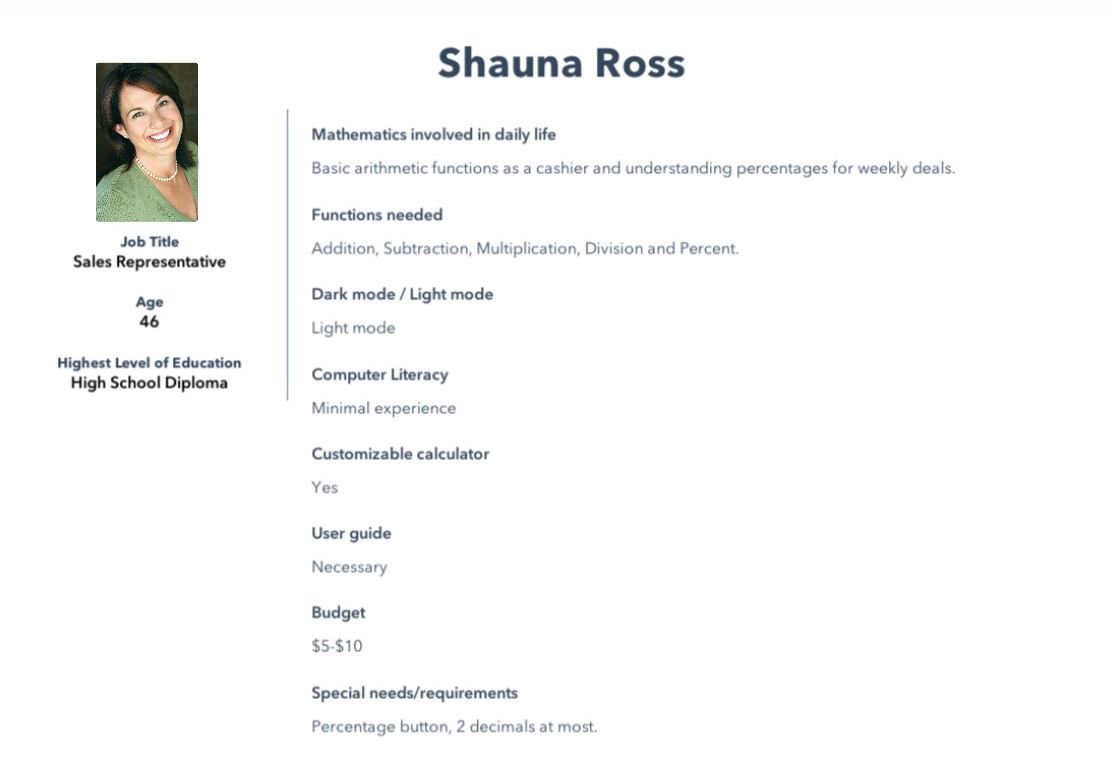 Shauna Ross
Job Title
Sales Representative
Age
46
Highest Level of Education
High School Diploma
Mathematics involved in daily life
Basic arithmetic functions as a cashier and understanding percentages for weekly deals.
Functions needed
Addition, Subtraction, Multiplication, Division and Percent.
Dark mode / Light mode
Light mode
Computer Literacy
Minimal experience
Customizable calculator
Yes
User guide
Necessary
Budget
$5-$10
Special needs/requirements
Percentage button, 2 decimals at most.